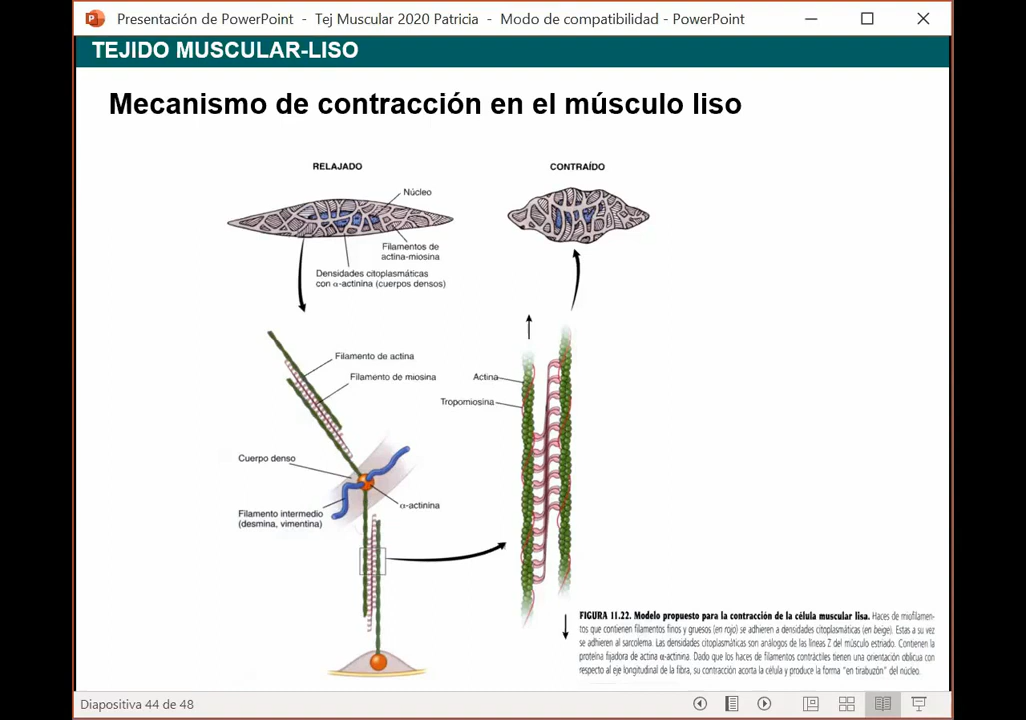 Presentación de PowerPoint - Tej Muscular 2020 Patricia - Modo de compatibilidad - PowerPoint
TEJIDO MUSCULAR-LISO
Mecanismo de contracción en el músculo liso
RELAJADO
CONTRAÍDO
Núcleo
Filamentos de
actina-miosina
Densidades citoplasmáticas
con α-actinina (cuerpos densos)
Filamento de actina
Filamento de miosina
Actina
Tropomiosina
Cuerpo denso
α-actinina
Filamento intermedio
(desmina, vimentina)
FIGURA 11.22. Modelo propuesto para la contracción de la célula muscular lisa. Haces de miofilamen-
tos que contienen filamentos finos y gruesos (en rojo) se adhieren a densidades citoplasmáticas (en beige). Estas a su vez
se adhieren al sarcolema. Las densidades citoplasmáticas son análogos de las líneas Z del músculo estriado. Contienen la
proteína fijadora de actina α-actinina. Dado que los haces de filamentos contráctiles tienen una orientación oblicua con
respecto al eje longitudinal de la fibra, su contracción acorta la célula y produce la forma "en tirabuzón" del núcleo.
Diapositiva 44 de 48